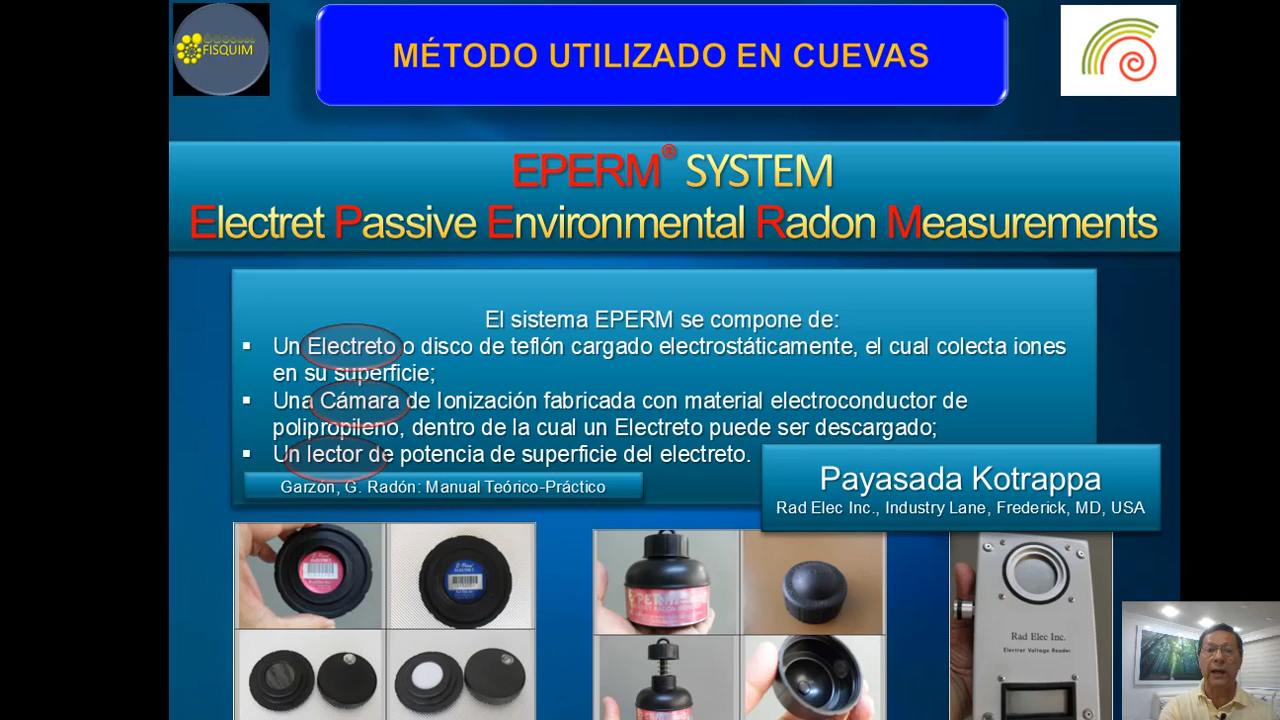 FISQUIM
MÉTODO UTILIZADO EN CUEVAS
EPERM® SYSTEM
Electret Passive Environmental Radon Measurements
El sistema EPERM se compone de:
▪ Un Electreto o disco de teflón cargado electrostáticamente, el cual colecta iones
en su superficie;
▪ Una Cámara de Ionización fabricada con material electroconductor de
polipropileno, dentro de la cual un Electreto puede ser descargado;
▪ Un lector de potencia de superficie del electreto.
Garzón, G. Radón: Manual Teórico-Práctico
Payasada Kotrappa
Rad Elec Inc., Industry Lane, Frederick, MD, USA
ELECTRET
ELECTRET
Rad Elec Inc.
Electret Voltage Reader